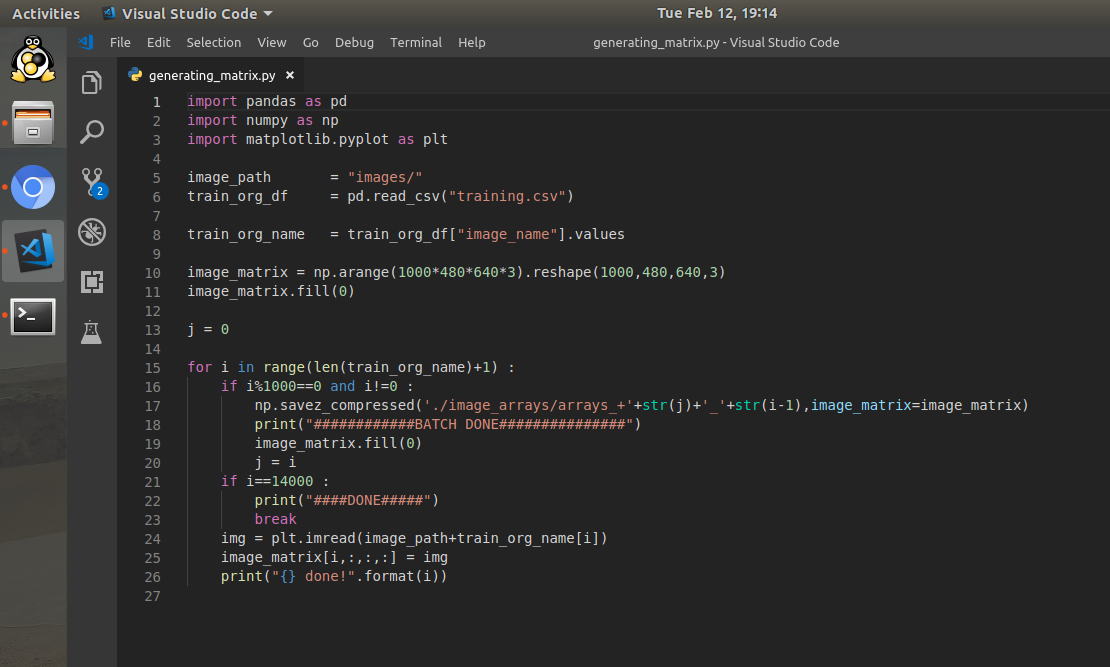 Activities Visual Studio Code Tue Feb 12, 19:14
File Edit Selection View Go Debug Terminal Help generating_matrix.py - Visual Studio Code
generating_matrix.py ×
1 import pandas as pd
2 import numpy as np
3 import matplotlib.pyplot as plt
4
5 image_path       = "images/"
6 train_org_df     = pd.read_csv("training.csv")
7
8 train_org_name   = train_org_df["image_name"].values
9
10 image_matrix = np.arange(1000*480*640*3).reshape(1000,480,640,3)
11 image_matrix.fill(0)
12
13 j = 0
14
15 for i in range(len(train_org_name)+1) :
16     if i%1000==0 and i!=0 :
17         np.savez_compressed('./image_arrays/arrays_+'+str(j)+'_'+str(i-1),image_matrix=image_matrix)
18         print("############BATCH DONE###############")
19         image_matrix.fill(0)
20         j = i
21     if i==14000 :
22         print("####DONE#####")
23         break
24     img = plt.imread(image_path+train_org_name[i])
25     image_matrix[i,:,:,:] = img
26     print("{} done!".format(i))
27
2
>_